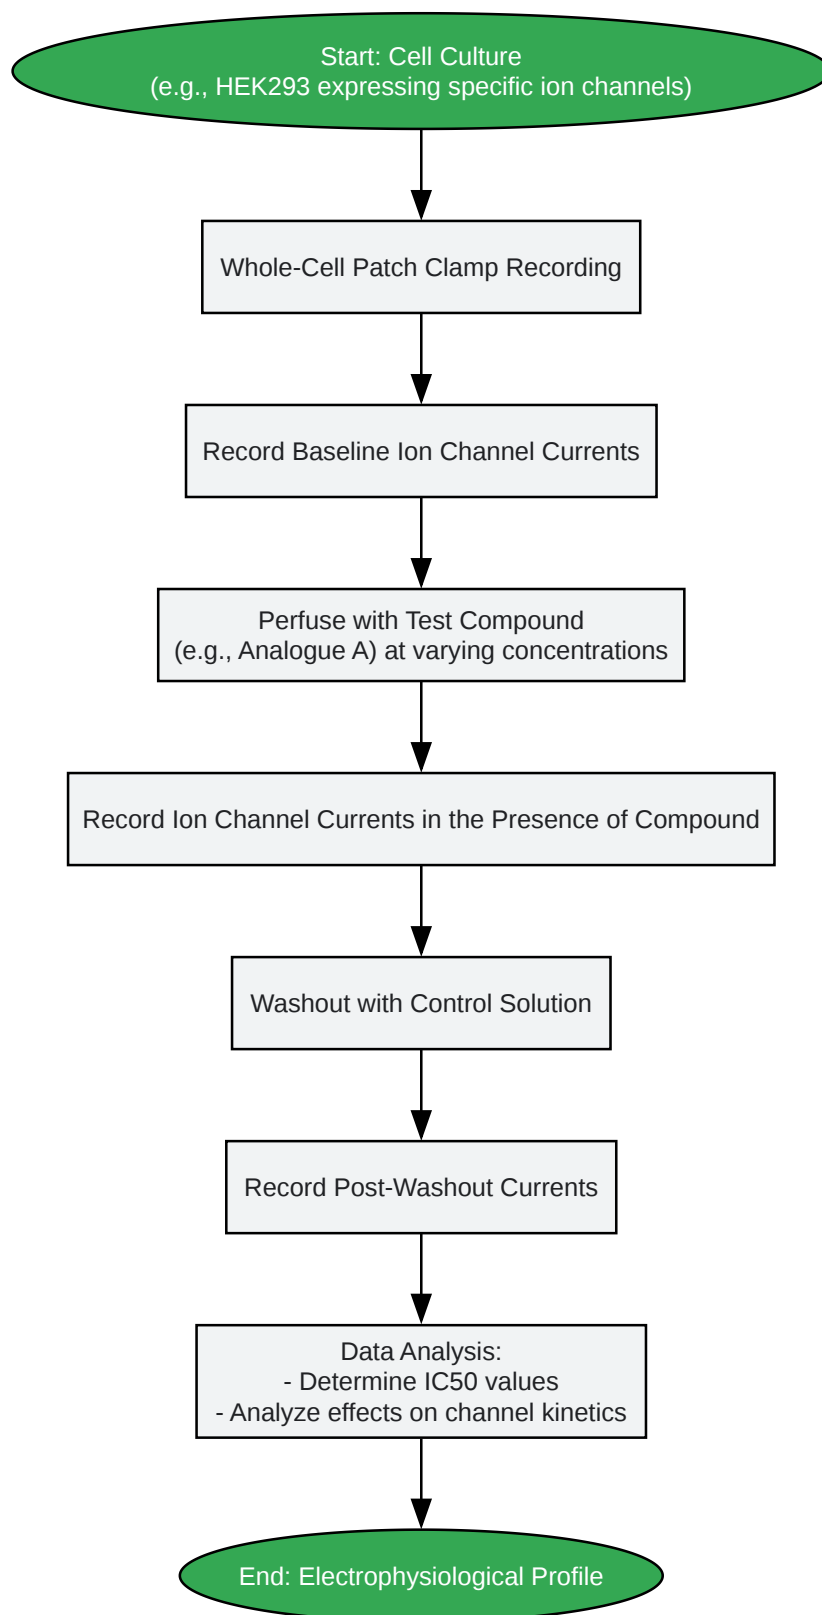 Start: Cell Culture
(e.g., HEK293 expressing specific ion channels)
Whole-Cell Patch Clamp Recording
Record Baseline Ion Channel Currents
Perfuse with Test Compound
(e.g., Analogue A) at varying concentrations
Record Ion Channel Currents in the Presence of Compound
Washout with Control Solution
Record Post-Washout Currents
Data Analysis:
- Determine IC50 values
- Analyze effects on channel kinetics
End: Electrophysiological Profile